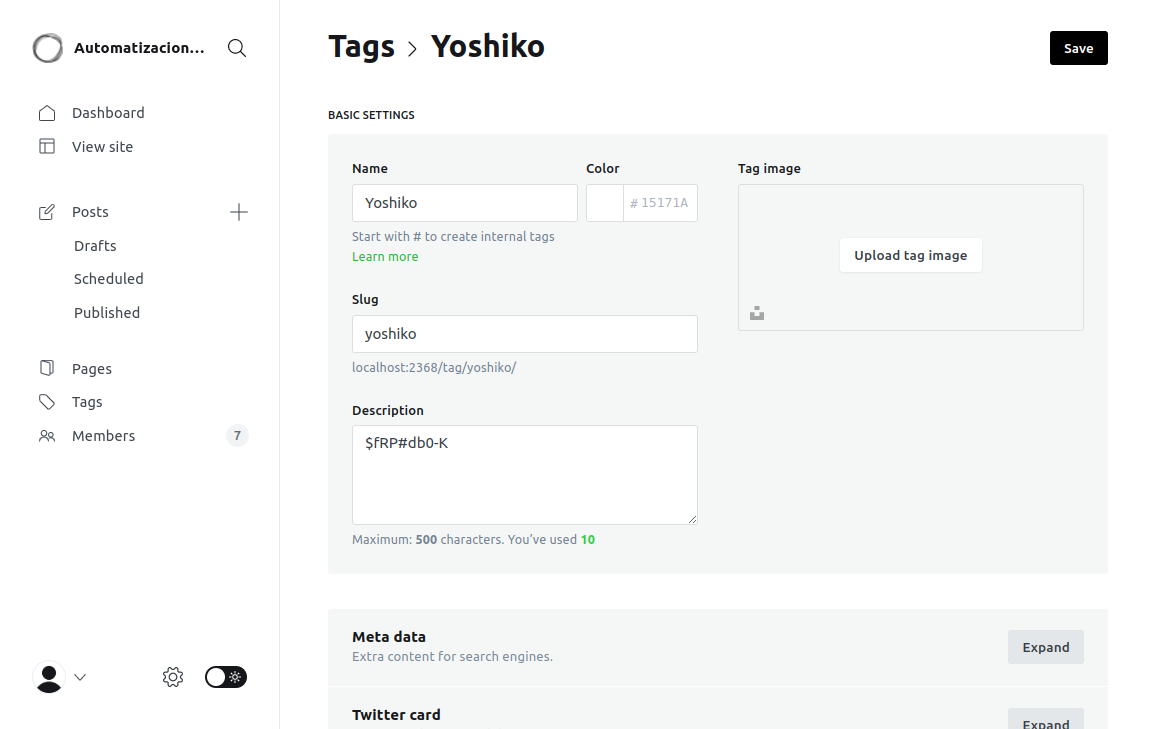 Automatizacion...
Dashboard
View site
Posts
Drafts
Scheduled
Published
Pages
Tags
Members
7
Tags > Yoshiko
Save
BASIC SETTINGS
Name
Yoshiko
Start with # to create internal tags
Learn more
Color
# 15171A
Slug
yoshiko
localhost:2368/tag/yoshiko/
Description
$fRP#db0-K
Maximum: 500 characters. You’ve used 10
Tag image
Upload tag image
Meta data
Extra content for search engines.
Expand
Twitter card
Expand